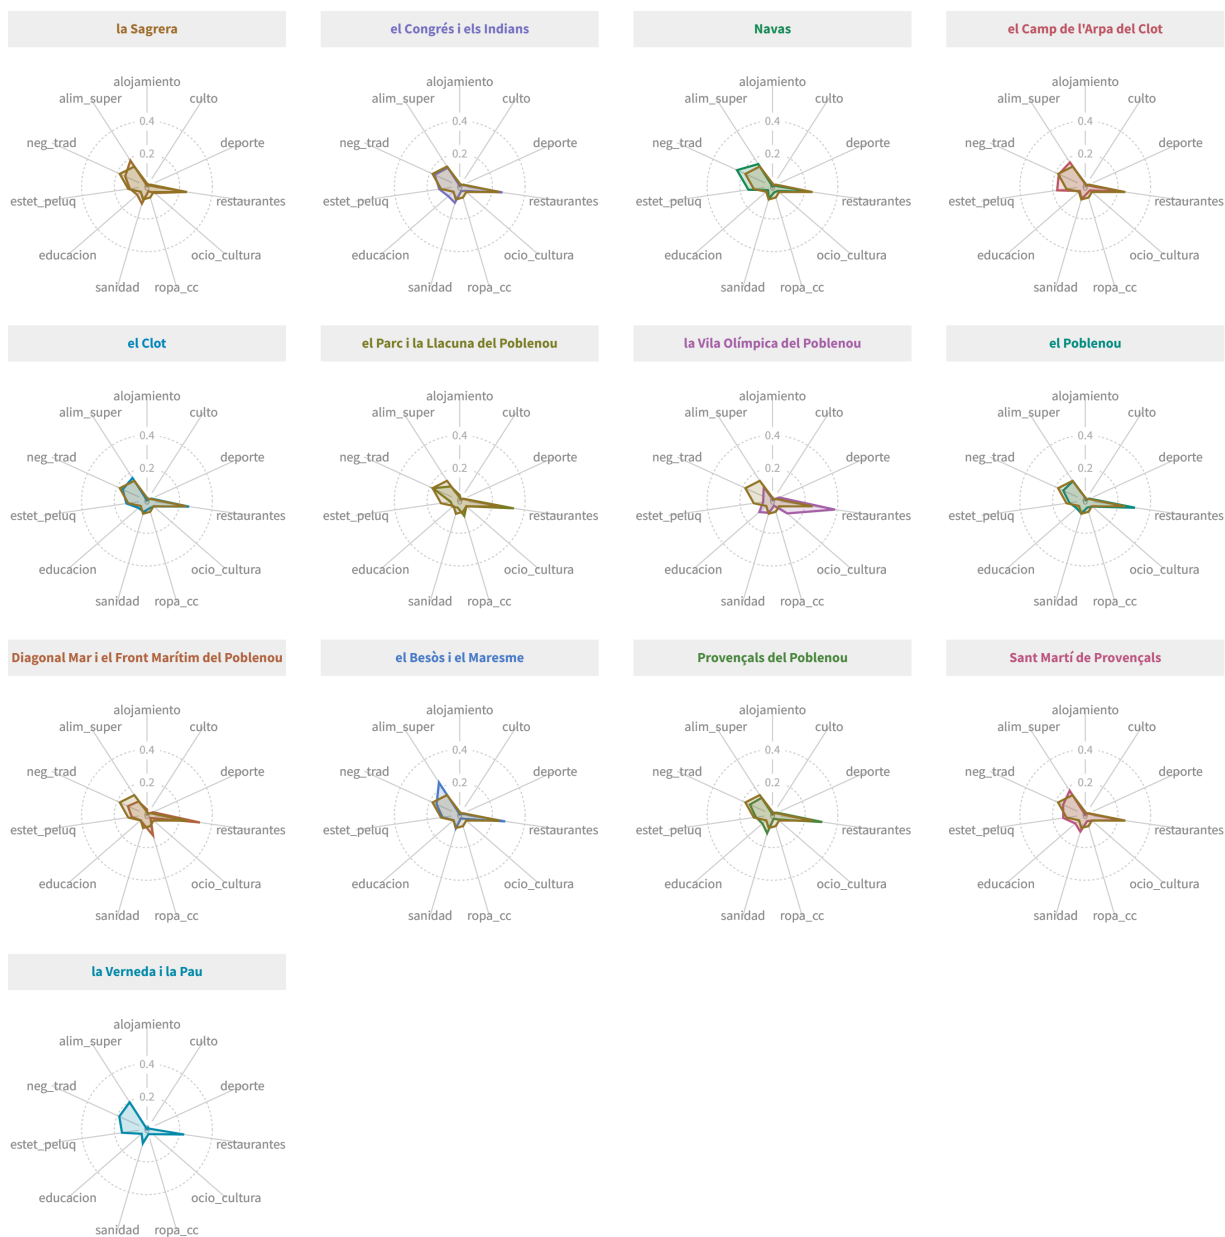 la Sagrera
el Congrés i els Indians
Navas
el Camp de l'Arpa del Clot
alojamiento
alim_super
culto
neg_trad
0.4
deporte
0.2
estet_peluq
restaurantes
educacion
ocio_cultura
sanidad
ropa_cc
alojamiento
alim_super
culto
neg_trad
0.4
deporte
0.2
estet_peluq
restaurantes
educacion
ocio_cultura
sanidad
ropa_cc
alojamiento
alim_super
culto
neg_trad
0.4
deporte
0.2
estet_peluq
restaurantes
educacion
ocio_cultura
sanidad
ropa_cc
alojamiento
alim_super
culto
neg_trad
0.4
deporte
0.2
estet_peluq
restaurantes
educacion
ocio_cultura
sanidad
ropa_cc
el Clot
el Parc i la Llacuna del Poblenou
la Vila Olímpica del Poblenou
el Poblenou
alojamiento
alim_super
culto
neg_trad
0.4
deporte
0.2
estet_peluq
restaurantes
educacion
ocio_cultura
sanidad
ropa_cc
alojamiento
alim_super
culto
neg_trad
0.4
deporte
0.2
estet_peluq
restaurantes
educacion
ocio_cultura
sanidad
ropa_cc
alojamiento
alim_super
culto
neg_trad
0.4
deporte
0.2
estet_peluq
restaurantes
educacion
ocio_cultura
sanidad
ropa_cc
alojamiento
alim_super
culto
neg_trad
0.4
deporte
0.2
estet_peluq
restaurantes
educacion
ocio_cultura
sanidad
ropa_cc
Diagonal Mar i el Front Marítim del Poblenou
el Besòs i el Maresme
Provençals del Poblenou
Sant Martí de Provençals
alojamiento
alim_super
culto
neg_trad
0.4
deporte
0.2
estet_peluq
restaurantes
educacion
ocio_cultura
sanidad
ropa_cc
alojamiento
alim_super
culto
neg_trad
0.4
deporte
0.2
estet_peluq
restaurantes
educacion
ocio_cultura
sanidad
ropa_cc
alojamiento
alim_super
culto
neg_trad
0.4
deporte
0.2
estet_peluq
restaurantes
educacion
ocio_cultura
sanidad
ropa_cc
alojamiento
alim_super
culto
neg_trad
0.4
deporte
0.2
estet_peluq
restaurantes
educacion
ocio_cultura
sanidad
ropa_cc
la Verneda i la Pau
alojamiento
alim_super
culto
neg_trad
0.4
deporte
0.2
estet_peluq
restaurantes
educacion
ocio_cultura
sanidad
ropa_cc